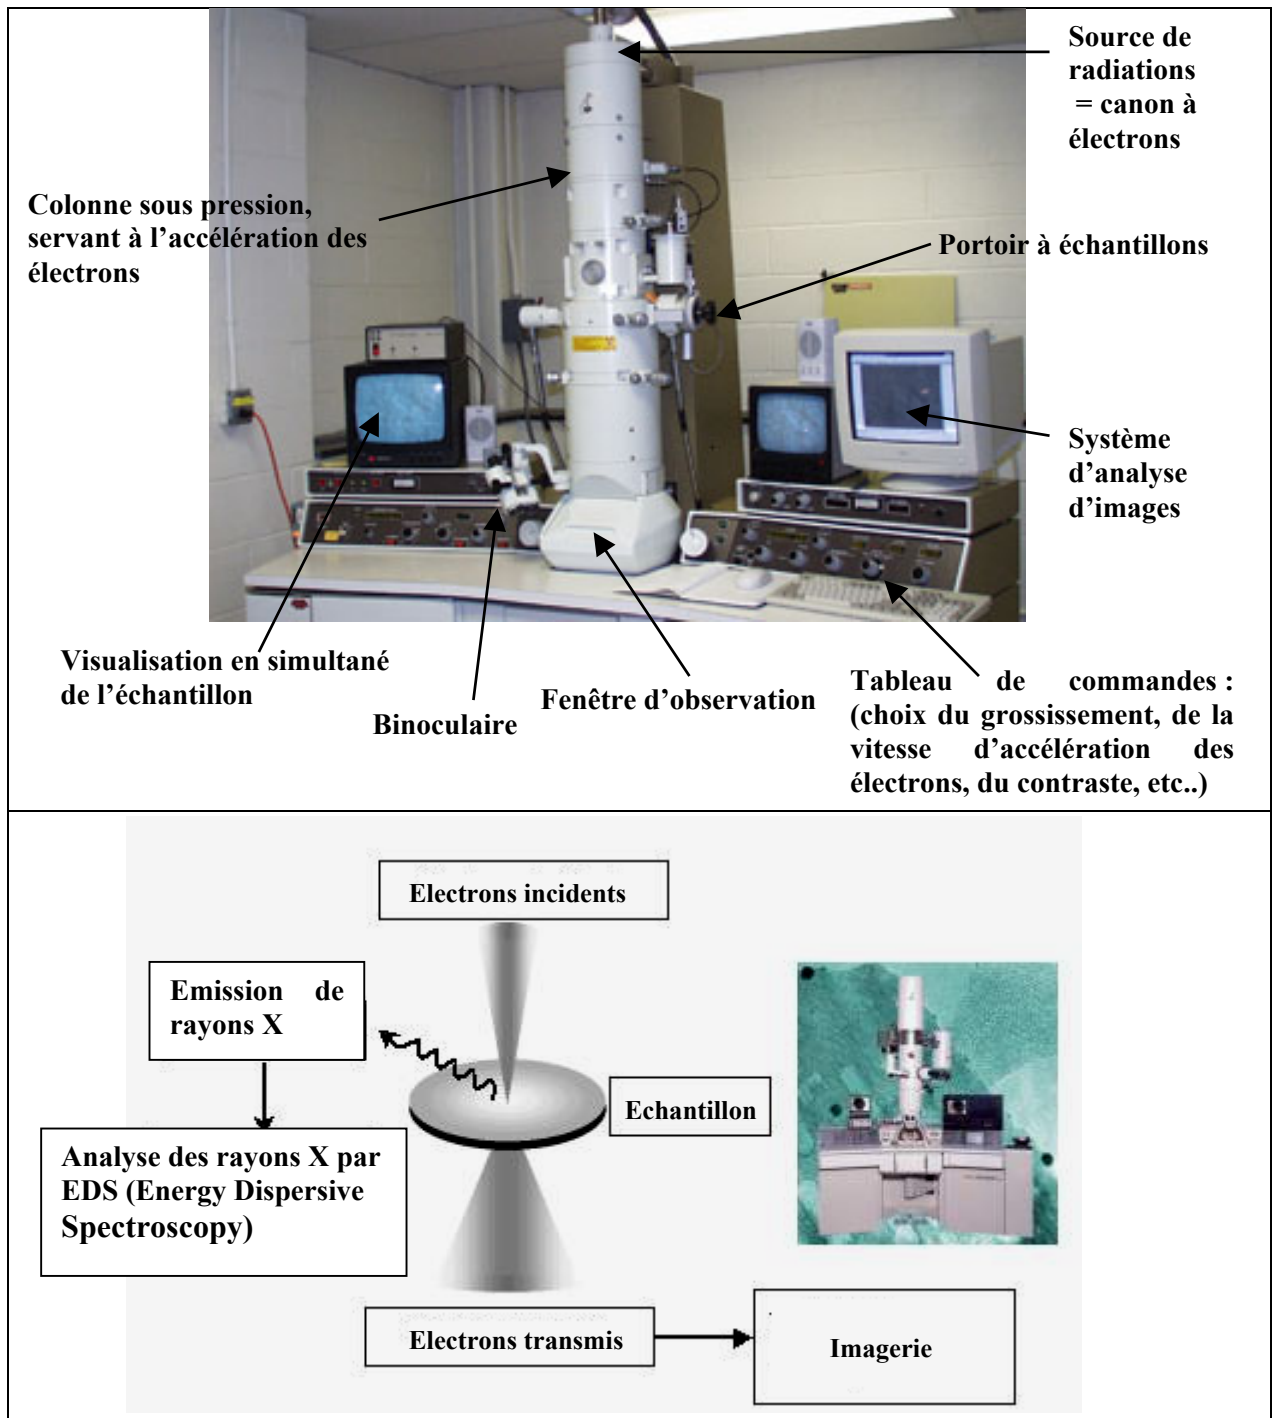 Source de
radiations
= canon à
électrons
Colonne sous pression,
servant à l’accélération des
électrons
Portoir à échantillons
Système
d’analyse
d’images
Visualisation en simultané
de l’échantillon
Binoculaire
Fenêtre d’observation
Tableau de commandes :
(choix du grossissement, de la
vitesse d’accélération des
électrons, du contraste, etc..)
Electrons incidents
Emission de
rayons X
Echantillon
Analyse des rayons X par
EDS (Energy Dispersive
Spectroscopy)
Electrons transmis
Imagerie